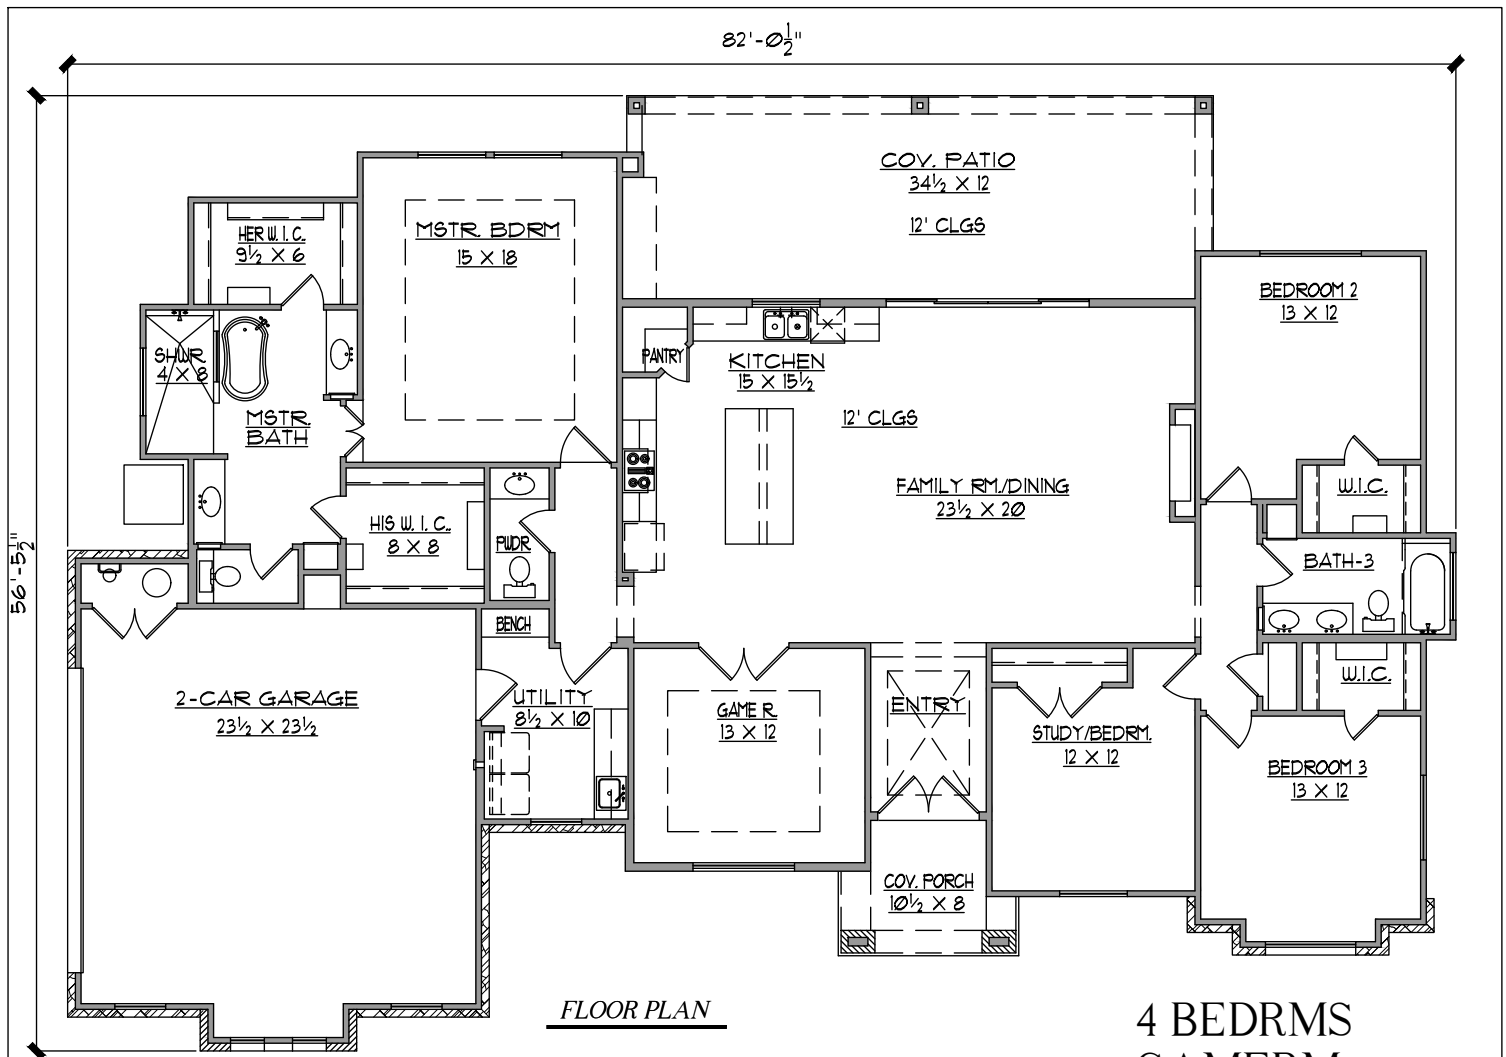 82'-0½"
COV. PATIO
34½ X 12
12' CLGS
HER W. I. C.
9½ X 6
MSTR. BDRM
15 X 18
BEDROOM 2
13 X 12
SHWR
4 X 8
PANTRY
KITCHEN
15 X 15½
MSTR.
BATH
12' CLGS
FAMILY RM./DINING
23½ X 20
W.I.C.
HIS W. I. C.
8 X 8
PWDR
BATH-3
56'-5½"
BENCH
W.I.C.
2-CAR GARAGE
23½ X 23½
UTILITY
8½ X 10
GAME R.
13 X 12
ENTRY
STUDY/BEDRM.
12 X 12
BEDROOM 3
13 X 12
COV. PORCH
10½ X 8
FLOOR PLAN
4 BEDRMS